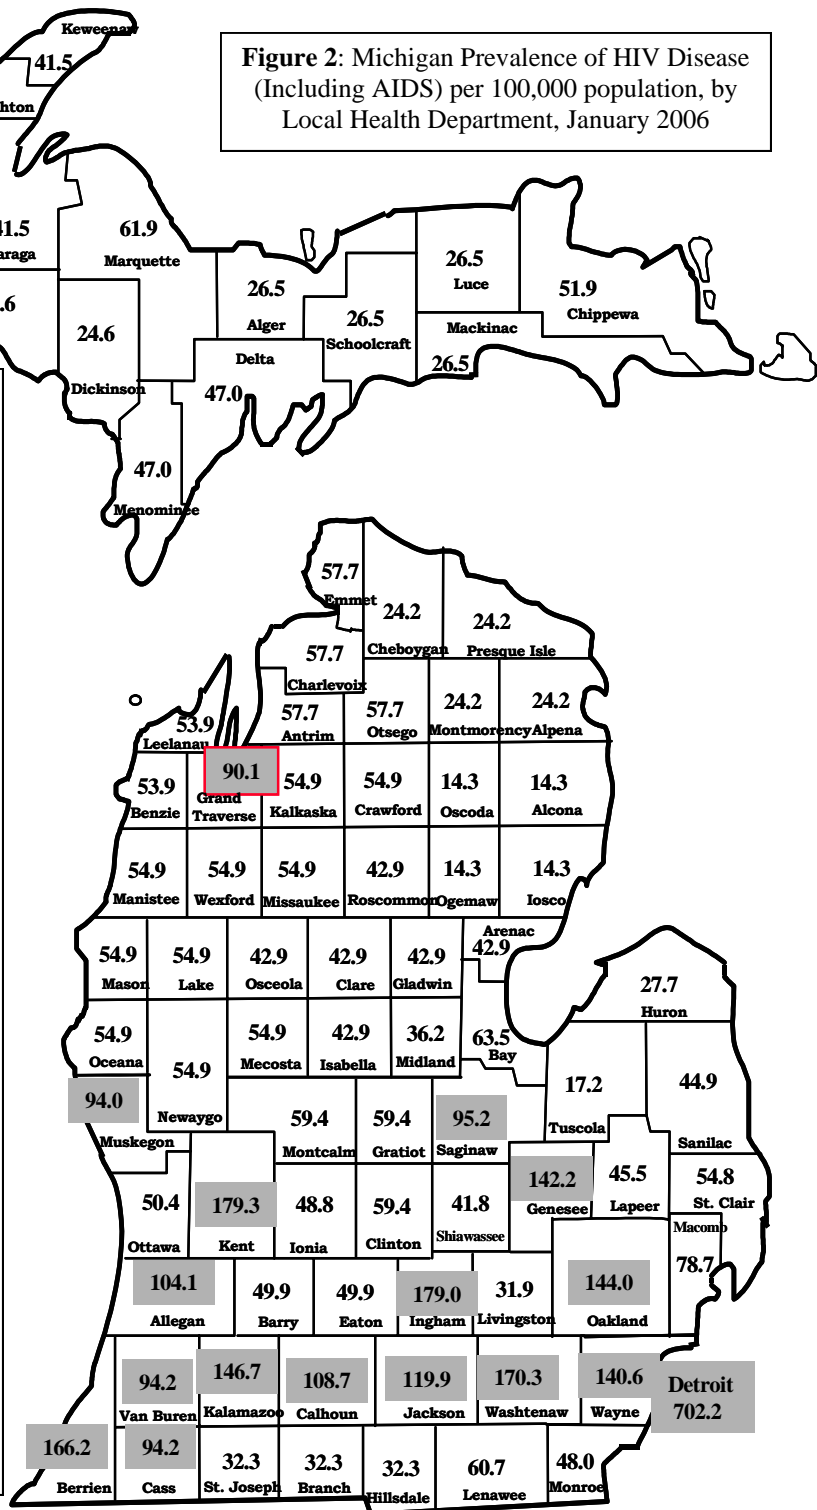 Keweenaw
41.5
hton
Figure 2: Michigan Prevalence of HIV Disease
(Including AIDS) per 100,000 population, by
Local Health Department, January 2006
41.5
araga
.6
61.9
Marquette
24.6
Dickinson
26.5
Alger
26.5
Schoolcraft
26.5
Luce
51.9
Chippewa
Mackinac
26.5
Delta
47.0
47.0
Menominee
57.7
Emmet
24.2
Cheboygan
24.2
Presque Isle
57.7
Charlevoix
53.9
Leelanau
57.7
Antrim
57.7
Otsego
24.2
Montmorency
24.2
Alpena
53.9
Benzie
90.1
Grand
Traverse
54.9
Kalkaska
54.9
Crawford
14.3
Oscoda
14.3
Alcona
54.9
Manistee
54.9
Wexford
54.9
Missaukee
42.9
Roscommon
14.3
Ogemaw
14.3
Iosco
54.9
Mason
54.9
Lake
42.9
Osceola
42.9
Clare
42.9
Gladwin
Arenac
42.9
27.7
Huron
54.9
Oceana
54.9
Newaygo
54.9
Mecosta
42.9
Isabella
36.2
Midland
63.5
Bay
17.2
Tuscola
44.9
Sanilac
94.0
Muskegon
59.4
Montcalm
59.4
Gratiot
95.2
Saginaw
50.4
Ottawa
179.3
Kent
48.8
Ionia
59.4
Clinton
41.8
Shiawassee
142.2
Genesee
45.5
Lapeer
54.8
St. Clair
Macomb
78.7
104.1
Allegan
49.9
Barry
49.9
Eaton
179.0
Ingham
31.9
Livingston
144.0
Oakland
94.2
Van Buren
146.7
Kalamazoo
108.7
Calhoun
119.9
Jackson
170.3
Washtenaw
140.6
Wayne
Detroit
702.2
166.2
Berrien
94.2
Cass
32.3
St. Joseph
32.3
Branch
32.3
Hillsdale
60.7
Lenawee
48.0
Monroe